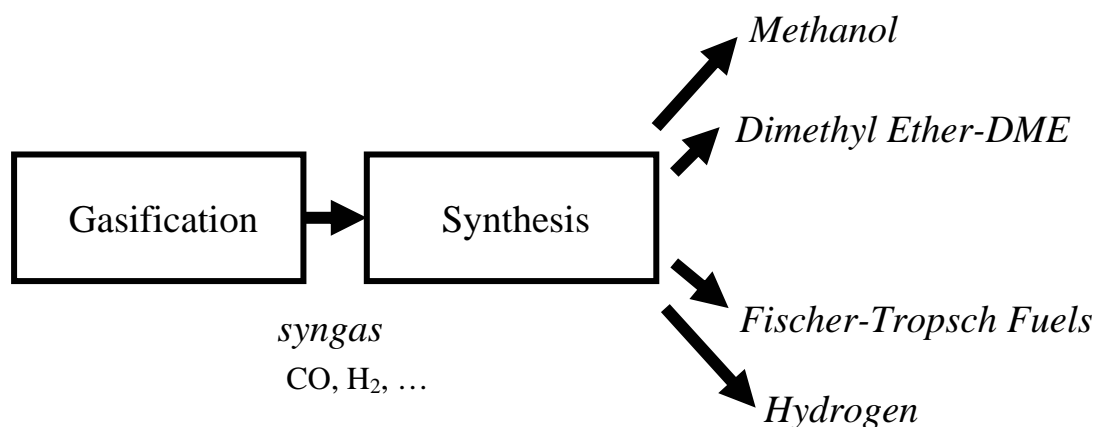 Methanol
Dimethyl Ether-DME
Gasification
Synthesis
syngas
CO, H₂, …
Fischer-Tropsch Fuels
Hydrogen